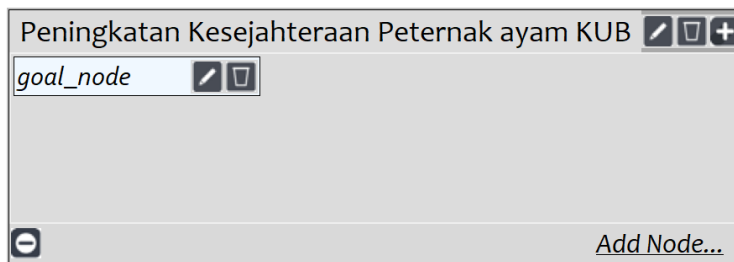 Peningkatan Kesejahteraan Peternak ayam KUB
goal_node
Add Node...